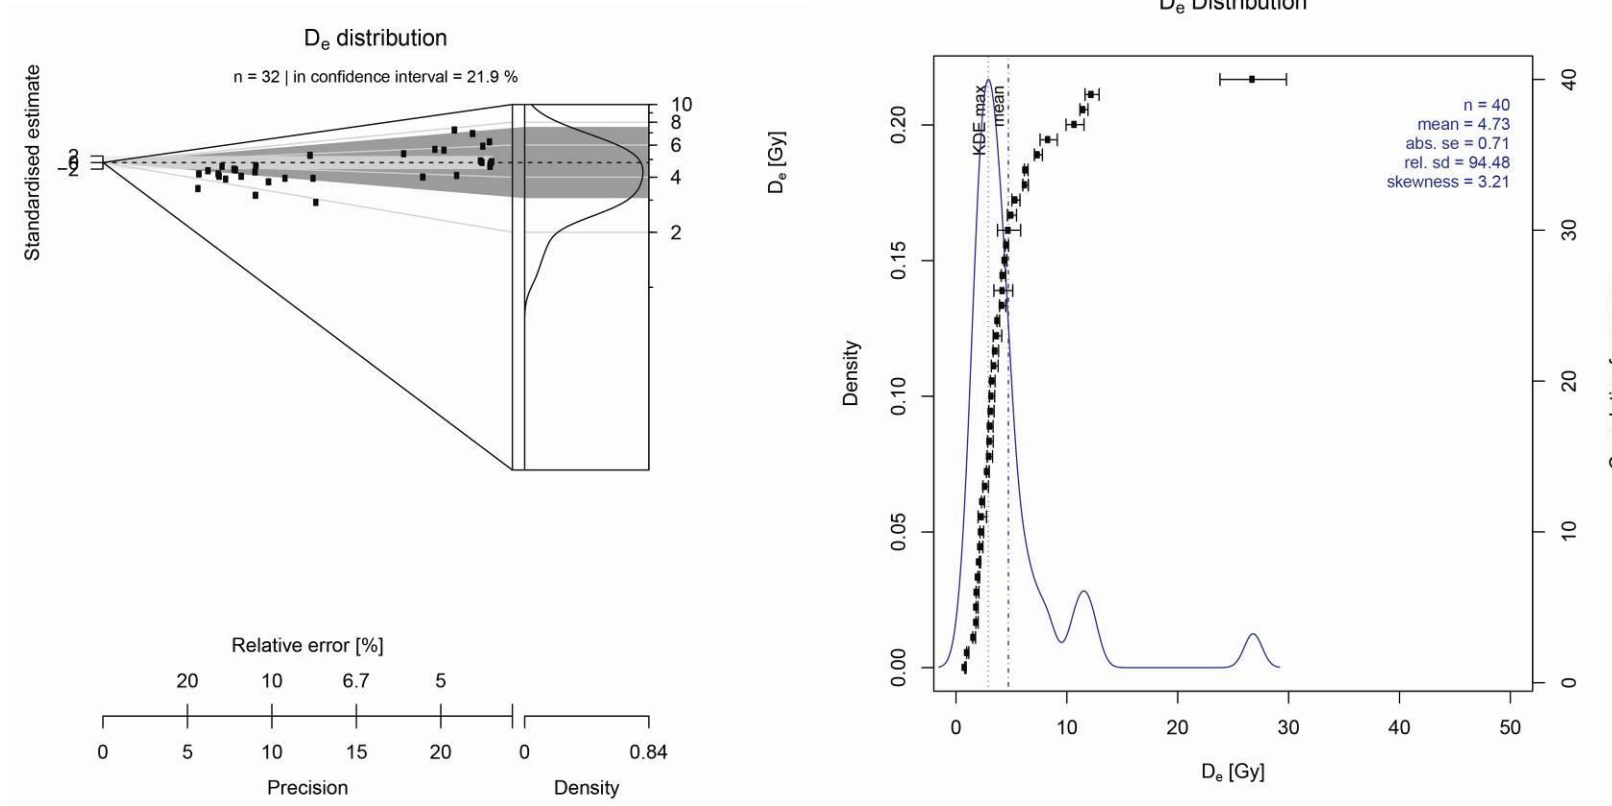 De distribution
n = 32 | in confidence interval = 21.9 %
Standardised estimate
2
0
−2
10
8
6
4
2
De [Gy]
Relative error [%]
20 10 6.7 5
0 5 10 15 20 0 0.84
Precision Density
De Distribution
KDE max
mean
n = 40
mean = 4.73
abs. se = 0.71
rel. sd = 94.48
skewness = 3.21
Density
0.00 0.05 0.10 0.15 0.20
0 10 20 30 40
0 10 20 30 40 50
De [Gy]